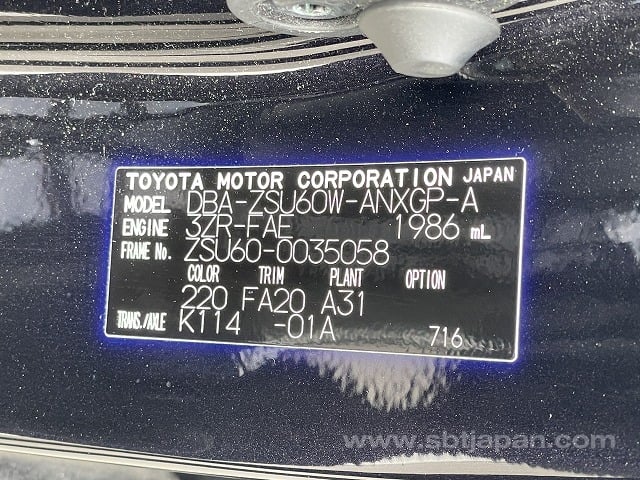 TOYOTA MOTOR CORPORATION JAPAN
MODEL DBA-ZSU60W-ANXGP-A
ENGINE 3ZR-FAE 1986 mL
FRAME No. ZSU60-0035058
COLOR TRIM PLANT OPTION
220 FA20 A31
TRANS./AXLE K114 -01A 716
www.sbtjapan.com